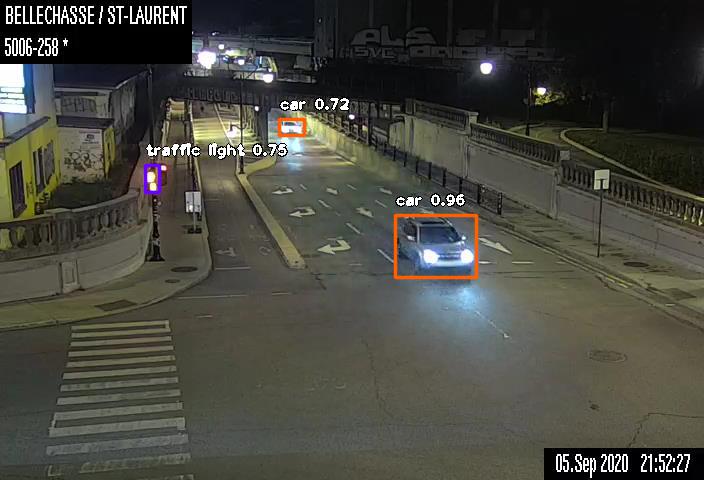 BELLECHASSE / ST-LAURENT
5006-258 *
car 0.72
traffic light 0.75
car 0.96
05.Sep 2020 21:52:27